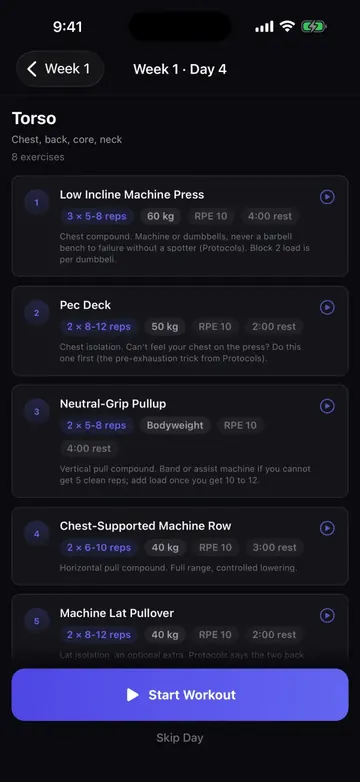 9:41
Week 1
Week 1 · Day 4
Torso
Chest, back, core, neck
8 exercises
1
Low Incline Machine Press
3 × 5-8 reps 60 kg RPE 10 4:00 rest
Chest compound. Machine or dumbbells, never a barbell
bench to failure without a spotter (Protocols). Block 2 load is
per dumbbell.
2
Pec Deck
2 × 8-12 reps 50 kg RPE 10 2:00 rest
Chest isolation. Can't feel your chest on the press? Do this
one first (the pre-exhaustion trick from Protocols).
3
Neutral-Grip Pullup
2 × 5-8 reps Bodyweight RPE 10
4:00 rest
Vertical pull compound. Band or assist machine if you cannot
get 5 clean reps; add load once you get 10 to 12.
4
Chest-Supported Machine Row
2 × 6-10 reps 40 kg RPE 10 3:00 rest
Horizontal pull compound. Full range, controlled lowering.
5
Machine Lat Pullover
2 × 8-12 reps 40 kg RPE 10 2:00 rest
Lat isolation, an optional extra. Protocols says the two back
Start Workout
Skip Day